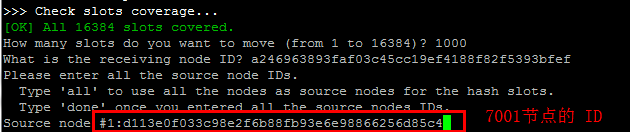 >>> Check slots coverage...
[OK] All 16384 slots covered.
How many slots do you want to move (from 1 to 16384)? 1000
What is the receiving node ID? a246963893faf03c45cc19ef4188f82f5393bfef
Please enter all the source node IDs.
  Type 'all' to use all the nodes as source nodes for the hash slots.
  Type 'done' once you entered all the source nodes IDs.
Source node #1:d113e0f033c98e2f6b88fb93e6e98866256d85c4
7001节点的 ID